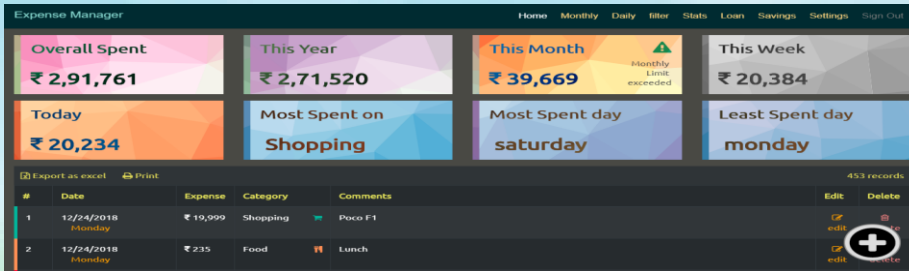 Expense Manager
Home Monthly Daily filter Stats Loan Savings Settings Sign Out
Overall Spent
₹ 2,91,761
This Year
₹ 2,71,520
This Month
₹ 39,669
Monthly
Limit
exceeded
This Week
₹ 20,384
Today
₹ 20,234
Most Spent on
Shopping
Most Spent day
saturday
Least Spent day
monday
Export as excel Print 453 records
# Date Expense Category Comments Edit Delete
1 12/24/2018 ₹ 19,999 Shopping Poco F1
Monday edit
2 12/24/2018 ₹ 235 Food Lunch
Monday edit delete